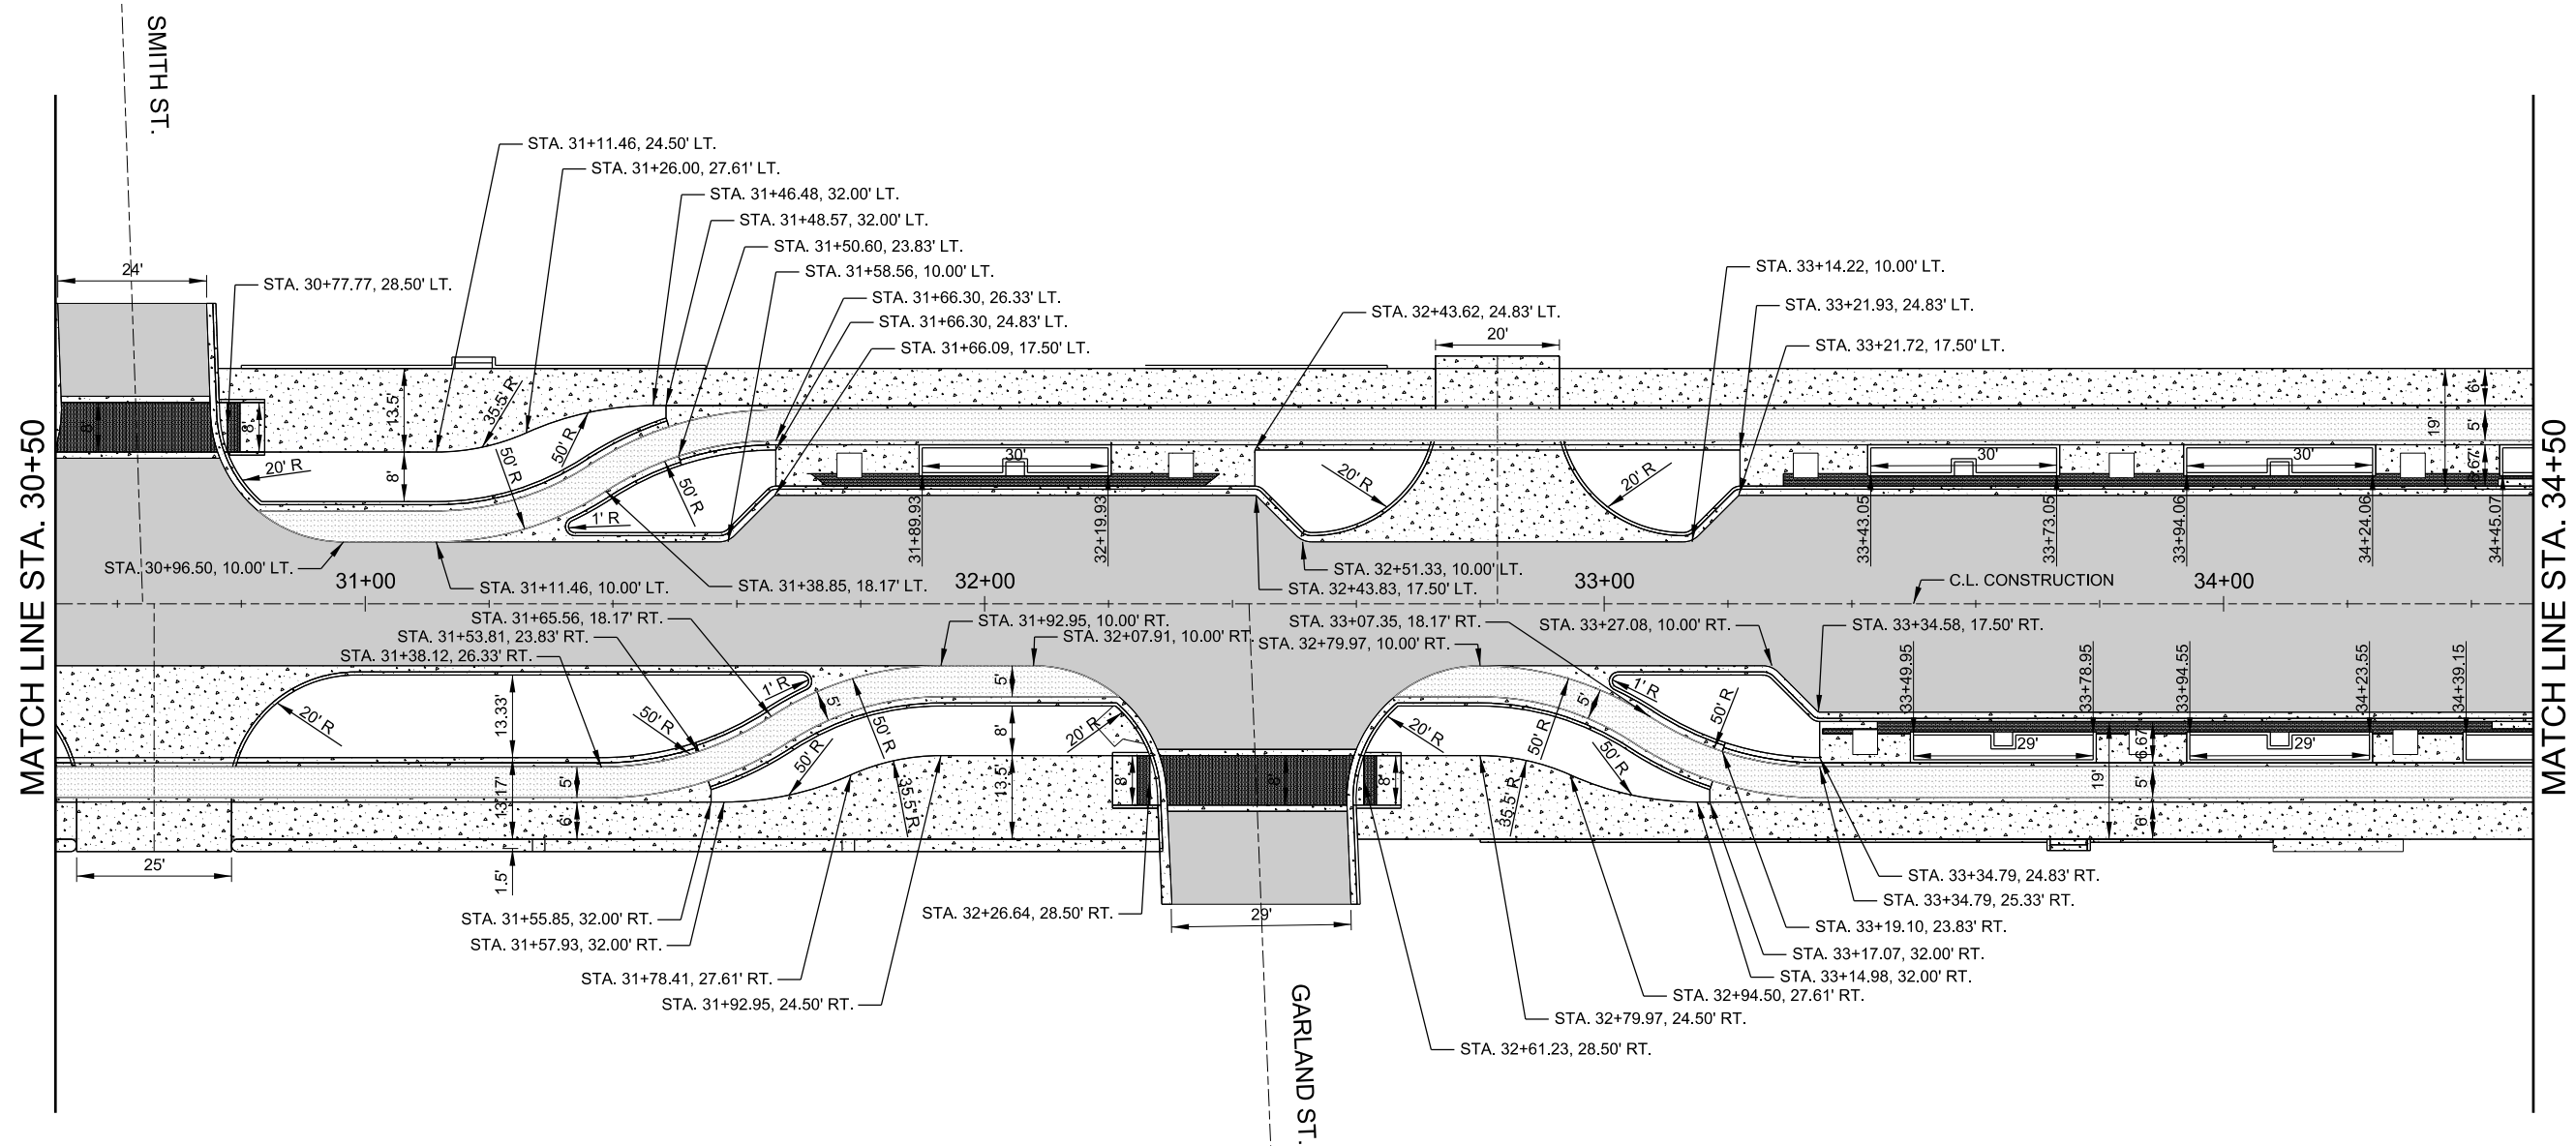 SMITH ST.
STA. 31+11.46, 24.50' LT.
STA. 31+26.00, 27.61' LT.
STA. 31+46.48, 32.00' LT.
STA. 31+48.57, 32.00' LT.
STA. 31+50.60, 23.83' LT.
STA. 31+58.56, 10.00' LT.
STA. 31+66.30, 26.33' LT.
STA. 31+66.30, 24.83' LT.
STA. 31+66.09, 17.50' LT.
24'
STA. 30+77.77, 28.50' LT.
STA. 32+43.62, 24.83' LT.
20'
STA. 33+14.22, 10.00' LT.
STA. 33+21.93, 24.83' LT.
STA. 33+21.72, 17.50' LT.
MATCH LINE STA. 30+50
8'
8'
20' R
13.5'
8'
35.5' R
50' R
50' R
50' R
1' R
30'
31+89.93
32+19.93
20' R
20' R
30'
30'
33+43.05
33+73.05
33+94.06
34+24.06
34+45.07
19'
6'
5'
6.67'
MATCH LINE STA. 34+50
STA. 30+96.50, 10.00' LT.
31+00
STA. 31+11.46, 10.00' LT.
STA. 31+38.85, 18.17' LT.
32+00
STA. 32+51.33, 10.00' LT.
STA. 32+43.83, 17.50' LT.
33+00
C.L. CONSTRUCTION
34+00
STA. 31+65.56, 18.17' RT.
STA. 31+53.81, 23.83' RT.
STA. 31+38.12, 26.33' RT.
STA. 31+92.95, 10.00' RT.
STA. 32+07.91, 10.00' RT.
STA. 33+07.35, 18.17' RT.
STA. 32+79.97, 10.00' RT.
STA. 33+27.08, 10.00' RT.
STA. 33+34.58, 17.50' RT.
20' R
13.33'
50' R
1' R
5'
50' R
50' R
5'
8'
20' R
20' R
50' R
5'
1' R
50' R
50' R
33+49.95
33+78.95
33+94.55
34+23.55
34+39.15
29'
29'
6.67'
5'
6'
19'
13.17'
5'
6'
35.5' R
13.5'
8'
8'
8'
35.5' R
25'
1.5'
29'
STA. 31+55.85, 32.00' RT.
STA. 31+57.93, 32.00' RT.
STA. 31+78.41, 27.61' RT.
STA. 31+92.95, 24.50' RT.
STA. 32+26.64, 28.50' RT.
STA. 33+34.79, 24.83' RT.
STA. 33+34.79, 25.33' RT.
STA. 33+19.10, 23.83' RT.
STA. 33+17.07, 32.00' RT.
STA. 33+14.98, 32.00' RT.
STA. 32+94.50, 27.61' RT.
STA. 32+79.97, 24.50' RT.
STA. 32+61.23, 28.50' RT.
GARLAND ST.